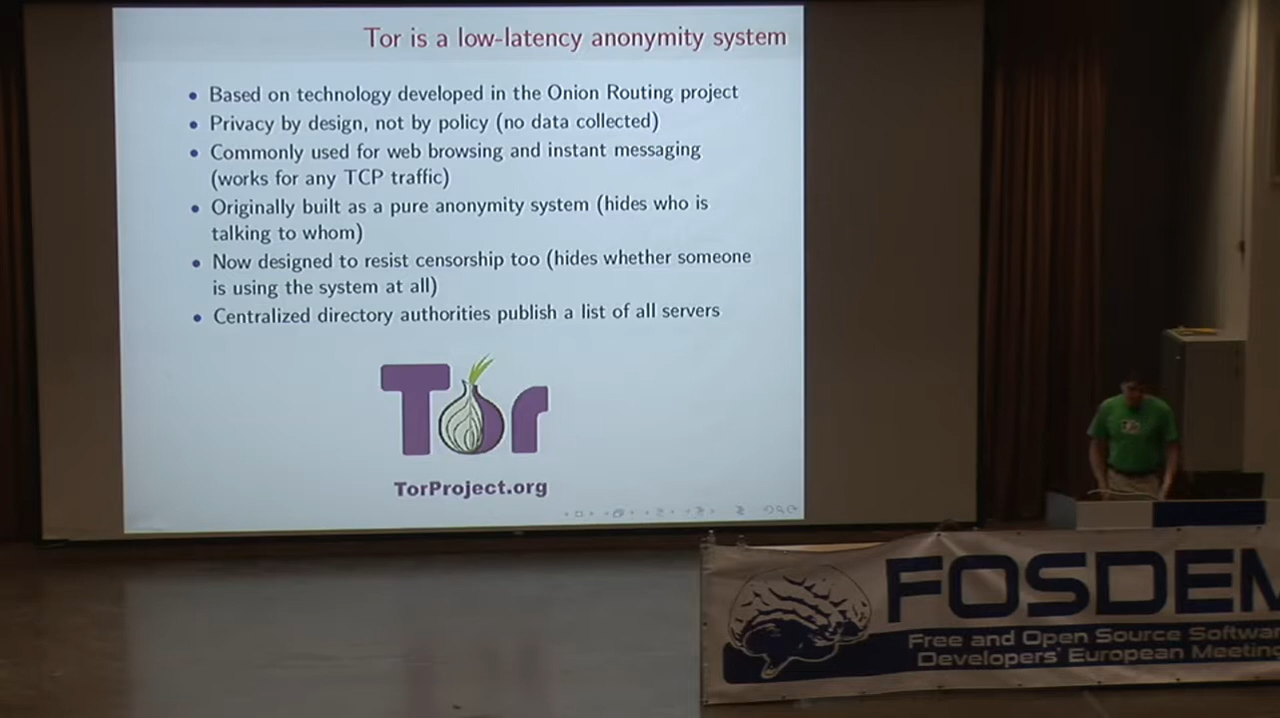 Tor is a low-latency anonymity system
• Based on technology developed in the Onion Routing project
• Privacy by design, not by policy (no data collected)
• Commonly used for web browsing and instant messaging
(works for any TCP traffic)
• Originally built as a pure anonymity system (hides who is
talking to whom)
• Now designed to resist censorship too (hides whether someone
is using the system at all)
• Centralized directory authorities publish a list of all servers
Tor
TorProject.org
FOSDEM
Free and Open Source Softwar
Developers' European Meeting